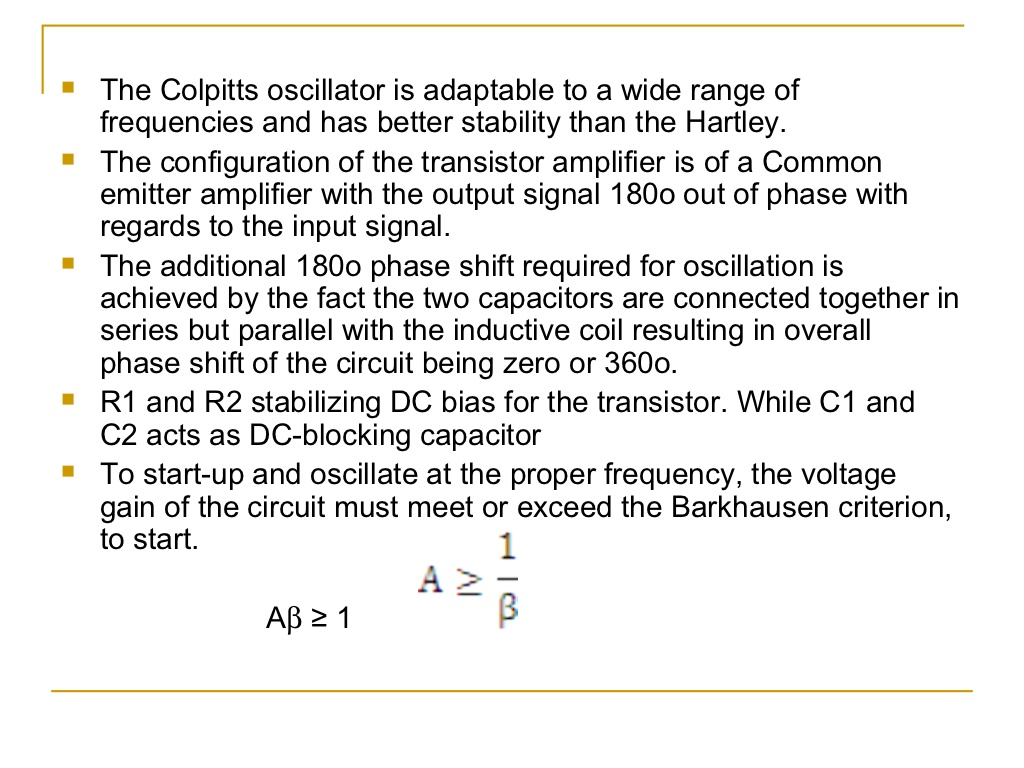 The Colpitts oscillator is adaptable to a wide range of
frequencies and has better stability than the Hartley.
The configuration of the transistor amplifier is of a Common
emitter amplifier with the output signal 180o out of phase with
regards to the input signal.
The additional 180o phase shift required for oscillation is
achieved by the fact the two capacitors are connected together in
series but parallel with the inductive coil resulting in overall
phase shift of the circuit being zero or 360o.
R1 and R2 stabilizing DC bias for the transistor. While C1 and
C2 acts as DC-blocking capacitor
To start-up and oscillate at the proper frequency, the voltage
gain of the circuit must meet or exceed the Barkhausen criterion,
to start.
A ≥ 1/β
Aβ ≥ 1